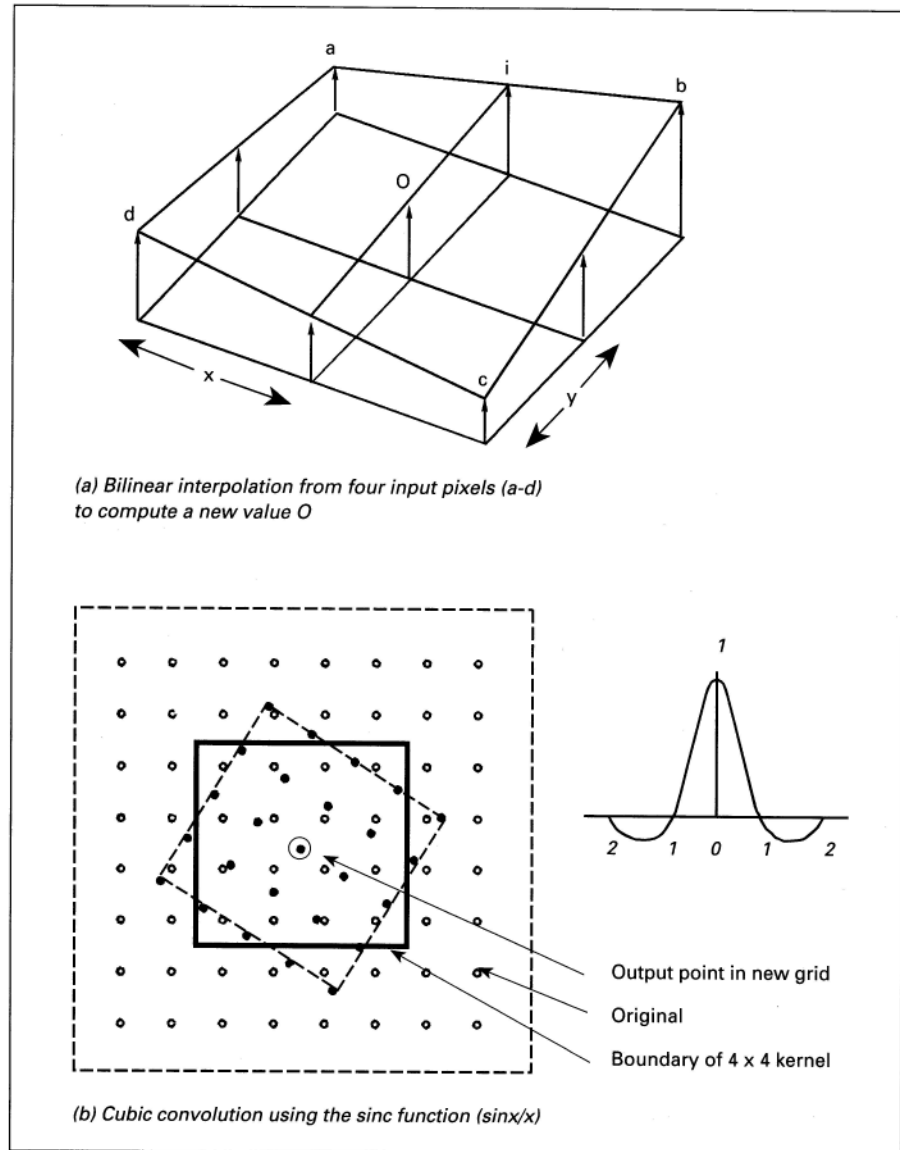 a
i
b
O
d
c
x
y
(a) Bilinear interpolation from four input pixels (a-d)
to compute a new value O
1
2 1 0 1 2
Output point in new grid
Original
Boundary of 4 x 4 kernel
(b) Cubic convolution using the sinc function (sinx/x)